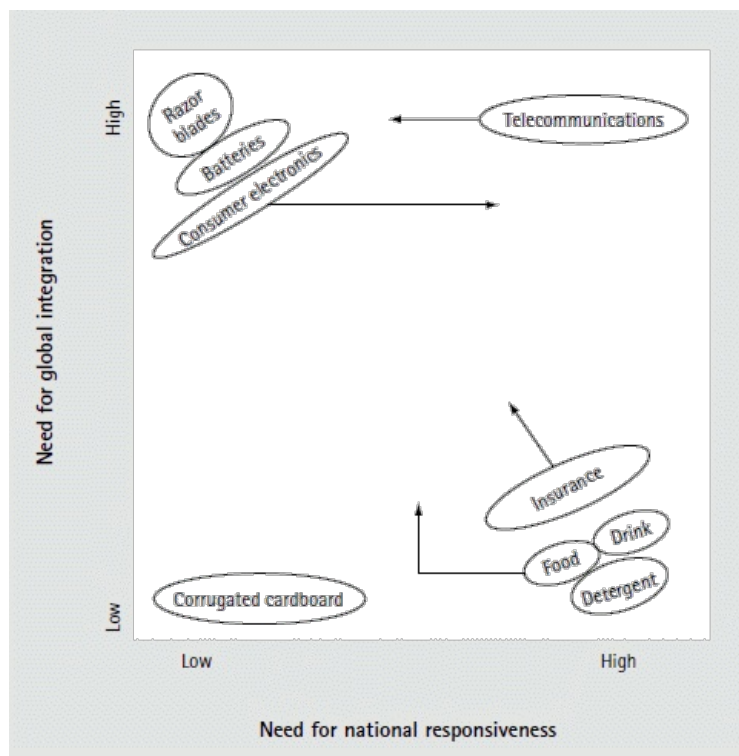 High
Razor
blades
Telecommunications
Batteries
Consumer electronics
Need for global integration
Insurance
Drink
Food
Detergent
Corrugated cardboard
Low
Low
High
Need for national responsiveness